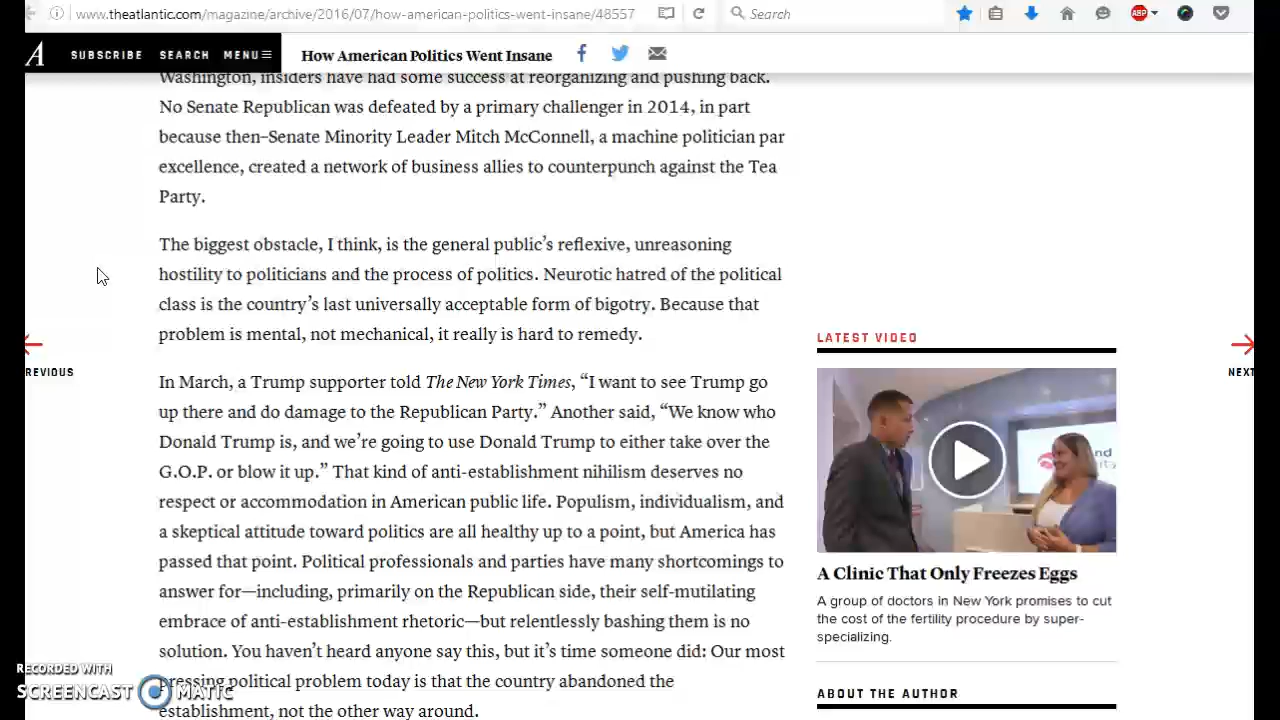 www.theatlantic.com/magazine/archive/2016/07/how-american-politics-went-insane/48557
Search
ABP
A SUBSCRIBE SEARCH MENU
How American Politics Went Insane
Washington, insiders have had some success at reorganizing and pushing back.
No Senate Republican was defeated by a primary challenger in 2014, in part
because then–Senate Minority Leader Mitch McConnell, a machine politician par
excellence, created a network of business allies to counterpunch against the Tea
Party.
The biggest obstacle, I think, is the general public’s reflexive, unreasoning
hostility to politicians and the process of politics. Neurotic hatred of the political
class is the country’s last universally acceptable form of bigotry. Because that
problem is mental, not mechanical, it really is hard to remedy.
In March, a Trump supporter told The New York Times, “I want to see Trump go
up there and do damage to the Republican Party.” Another said, “We know who
Donald Trump is, and we’re going to use Donald Trump to either take over the
G.O.P. or blow it up.” That kind of anti-establishment nihilism deserves no
respect or accommodation in American public life. Populism, individualism, and
a skeptical attitude toward politics are all healthy up to a point, but America has
passed that point. Political professionals and parties have many shortcomings to
answer for—including, primarily on the Republican side, their self-mutilating
embrace of anti-establishment rhetoric—but relentlessly bashing them is no
solution. You haven’t heard anyone say this, but it’s time someone did: Our most
pressing political problem today is that the country abandoned the
establishment, not the other way around.
REVIOUS
NEXT
LATEST VIDEO
A Clinic That Only Freezes Eggs
A group of doctors in New York promises to cut
the cost of the fertility procedure by super-
specializing.
ABOUT THE AUTHOR
RECORDED WITH
SCREENCAST MATIC